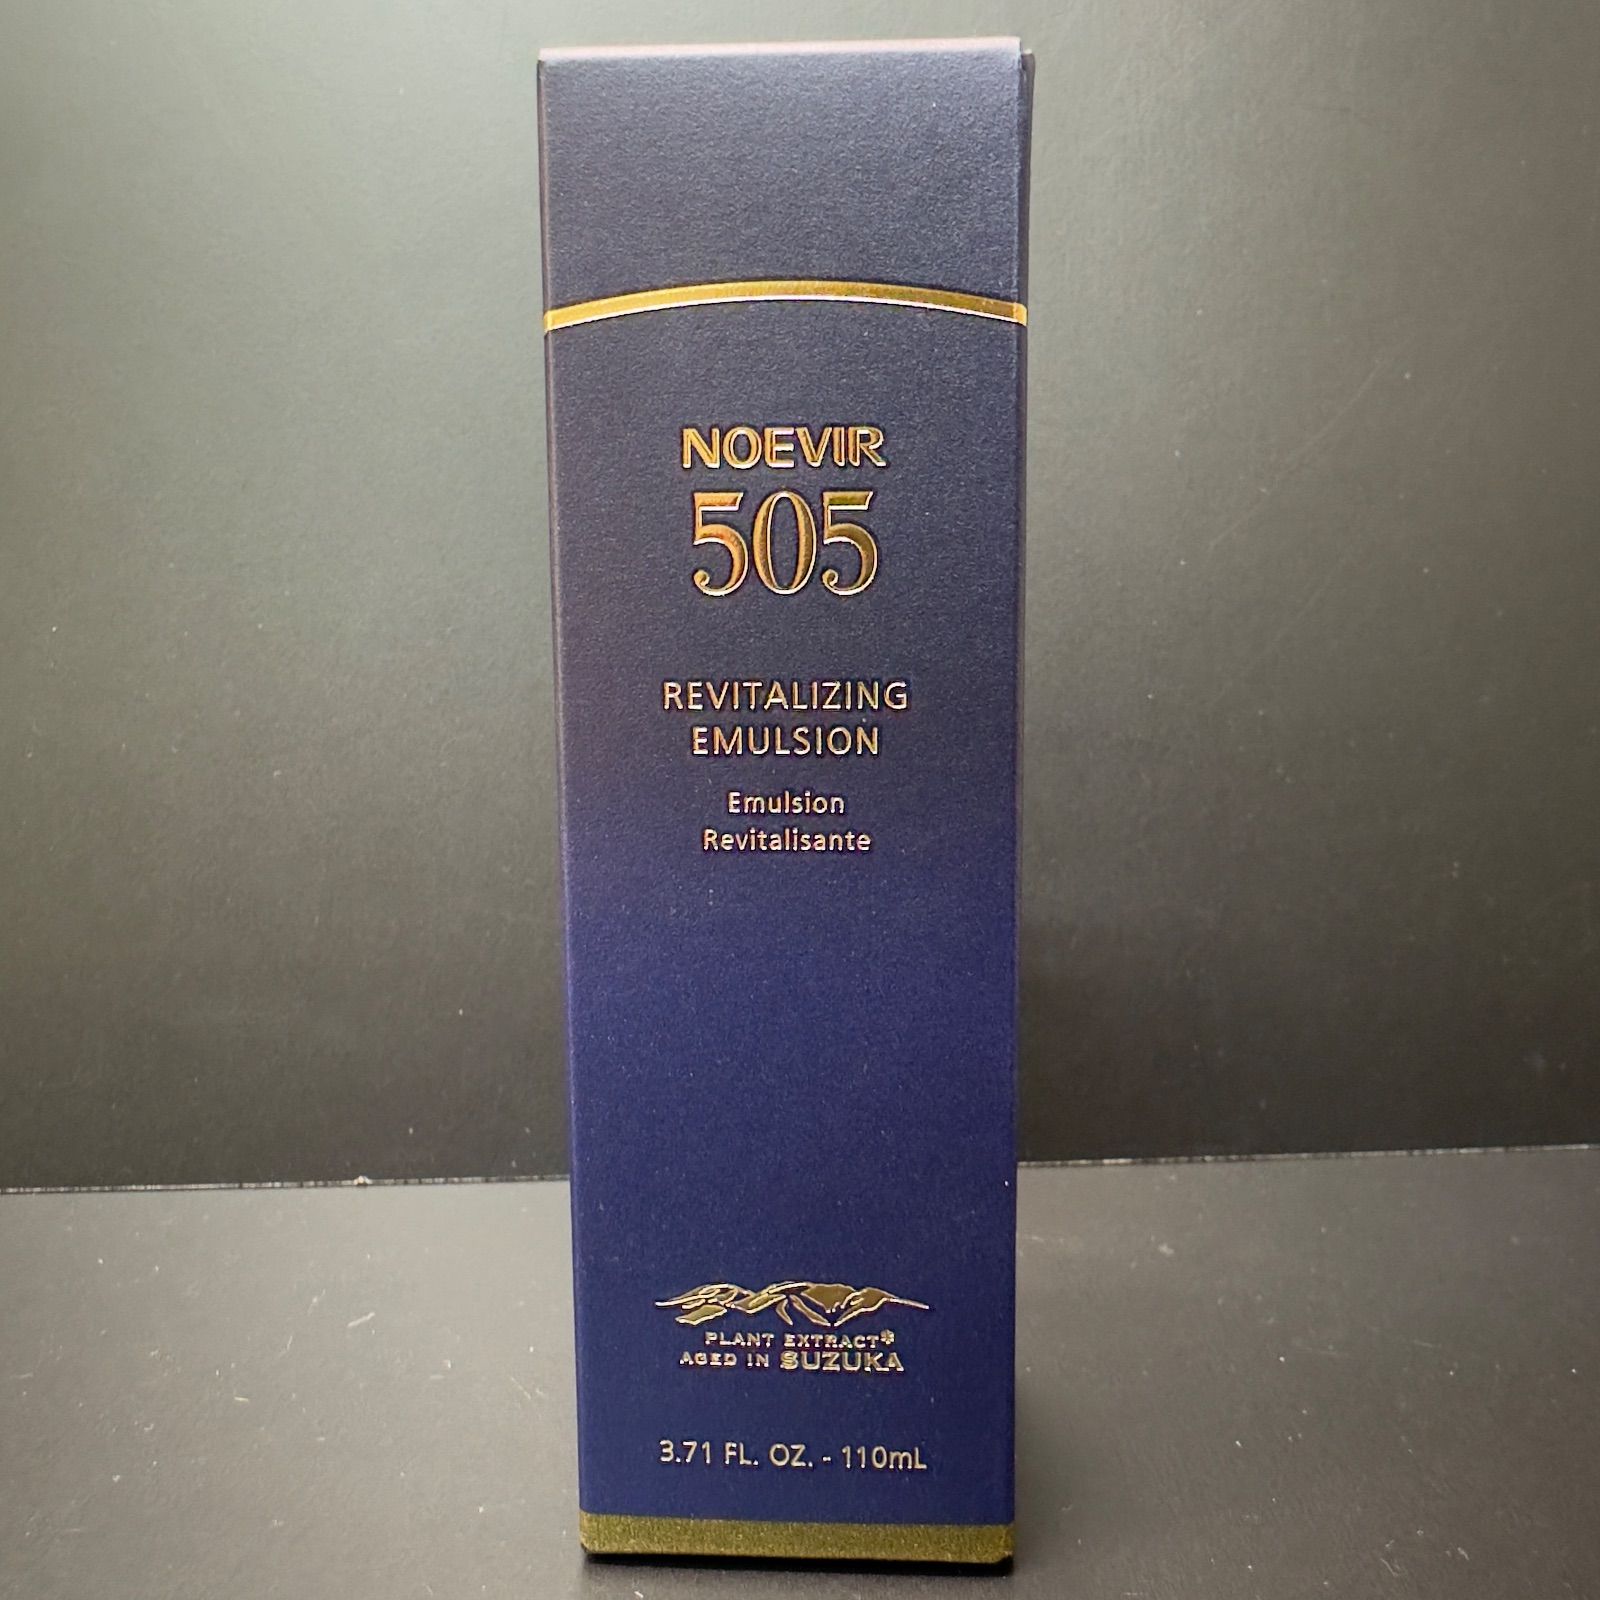 NOEVIR
505
REVITALIZING
EMULSION
Emulsion
Revitalisante
PLANT EXTRACT*
AGED IN SUZUKA
3.71 FL. OZ. - 110mL